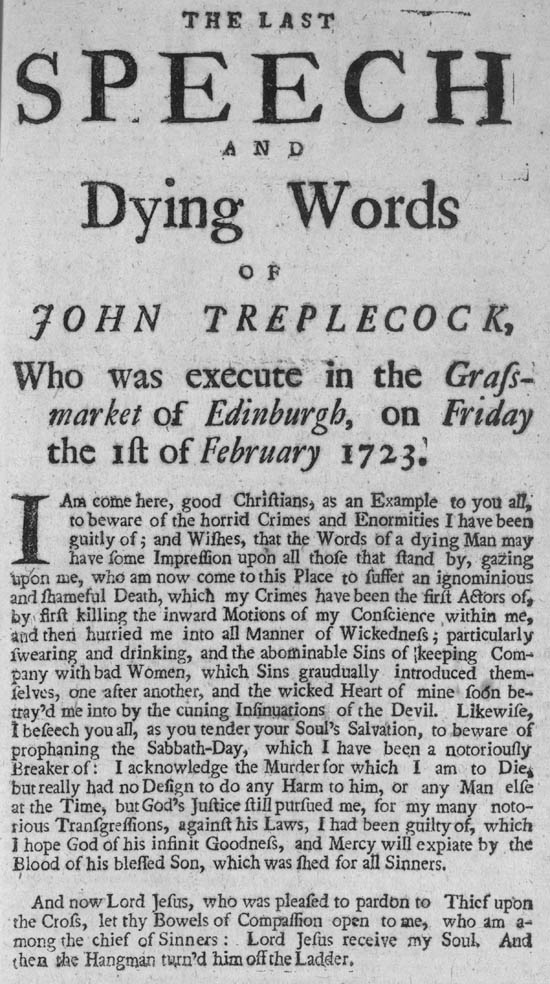 THE LAST
SPEECH
AND
Dying Words
OF
JOHN TREPLECOCK,
Who was execute in the Graſs-
market of Edinburgh, on Friday
the 1ſt of February 1723.
I Am come here, good Chriſtians, as an Example to you all,
to beware of the horrid Crimes and Enormities I have been
guilty of; and Wiſhes, that the Words of a dying Man may
have ſome Impreſſion upon all thoſe that ſtand by, gazing
upon me, who am now come to this Place to ſuffer an ignominious
and ſhameful Death, which my Crimes have been the firſt Actors of,
by firſt killing the inward Motions of my Conſcience within me,
and then hurried me into all Manner of Wickedneſs; particularly
ſwearing and drinking, and the abominable Sins of keeping Com-
pany with bad Women, which Sins graudually introduced them-
ſelves, one after another, and the wicked Heart of mine ſoon be-
tray'd me into by the cuning Inſinuations of the Devil. Likewiſe,
I beſeech you all, as you tender your Soul's Salvation, to beware of
prophaning the Sabbath-Day, which I have been a notoriouſly
Breaker of: I acknowledge the Murder for which I am to Die,
but really had no Deſign to do any Harm to him, or any Man elſe
at the Time, but God's Juſtice ſtill purſued me, for my many noto-
rious Tranſgreſſions, againſt his Laws, I had been guilty of, which
I hope God of his infinit Goodneſs, and Mercy will expiate by the
Blood of his bleſſed Son, which was ſhed for all Sinners.
And now Lord Jeſus, who was pleaſed to pardon to Thief upon
the Croſs, let thy Bowels of Compaſſion open to me, who am a-
mong the chief of Sinners: Lord Jeſus receive my Soul. And
then the Hangman turn'd him off the Ladder.